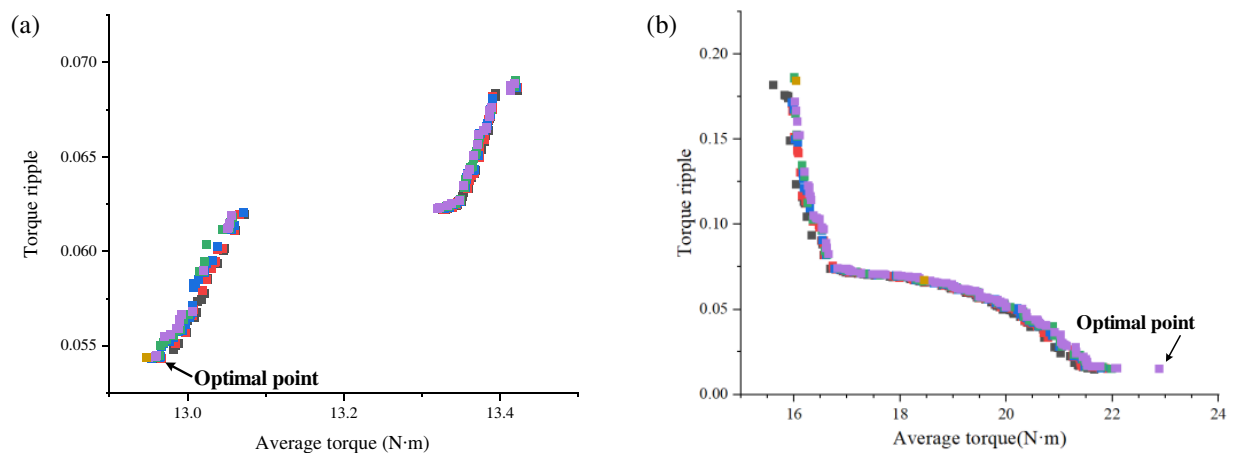 (a)
0.070
0.065
0.060
0.055
Torque ripple
Optimal point
13.0
13.2
13.4
Average torque (N·m)
(b)
0.20
0.15
0.10
0.05
0.00
Torque ripple
Optimal point
16
18
20
22
24
Average torque(N·m)